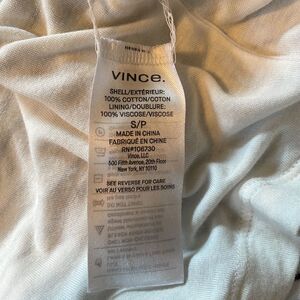 VINCE.
SHELL/EXTÉRIEUR:
100% COTTON/COTON
LINING/DOUBLURE:
100% VISCOSE/VISCOSE
S/P
MADE IN CHINA
FABRIQUÉ EN CHINE
RN#106730
Vince, LLC
500 Fifth Avenue, 20th Floor
New York, NY 10110
SEE REVERSE FOR CARE
VOIR AU VERSO POUR LES SOINS